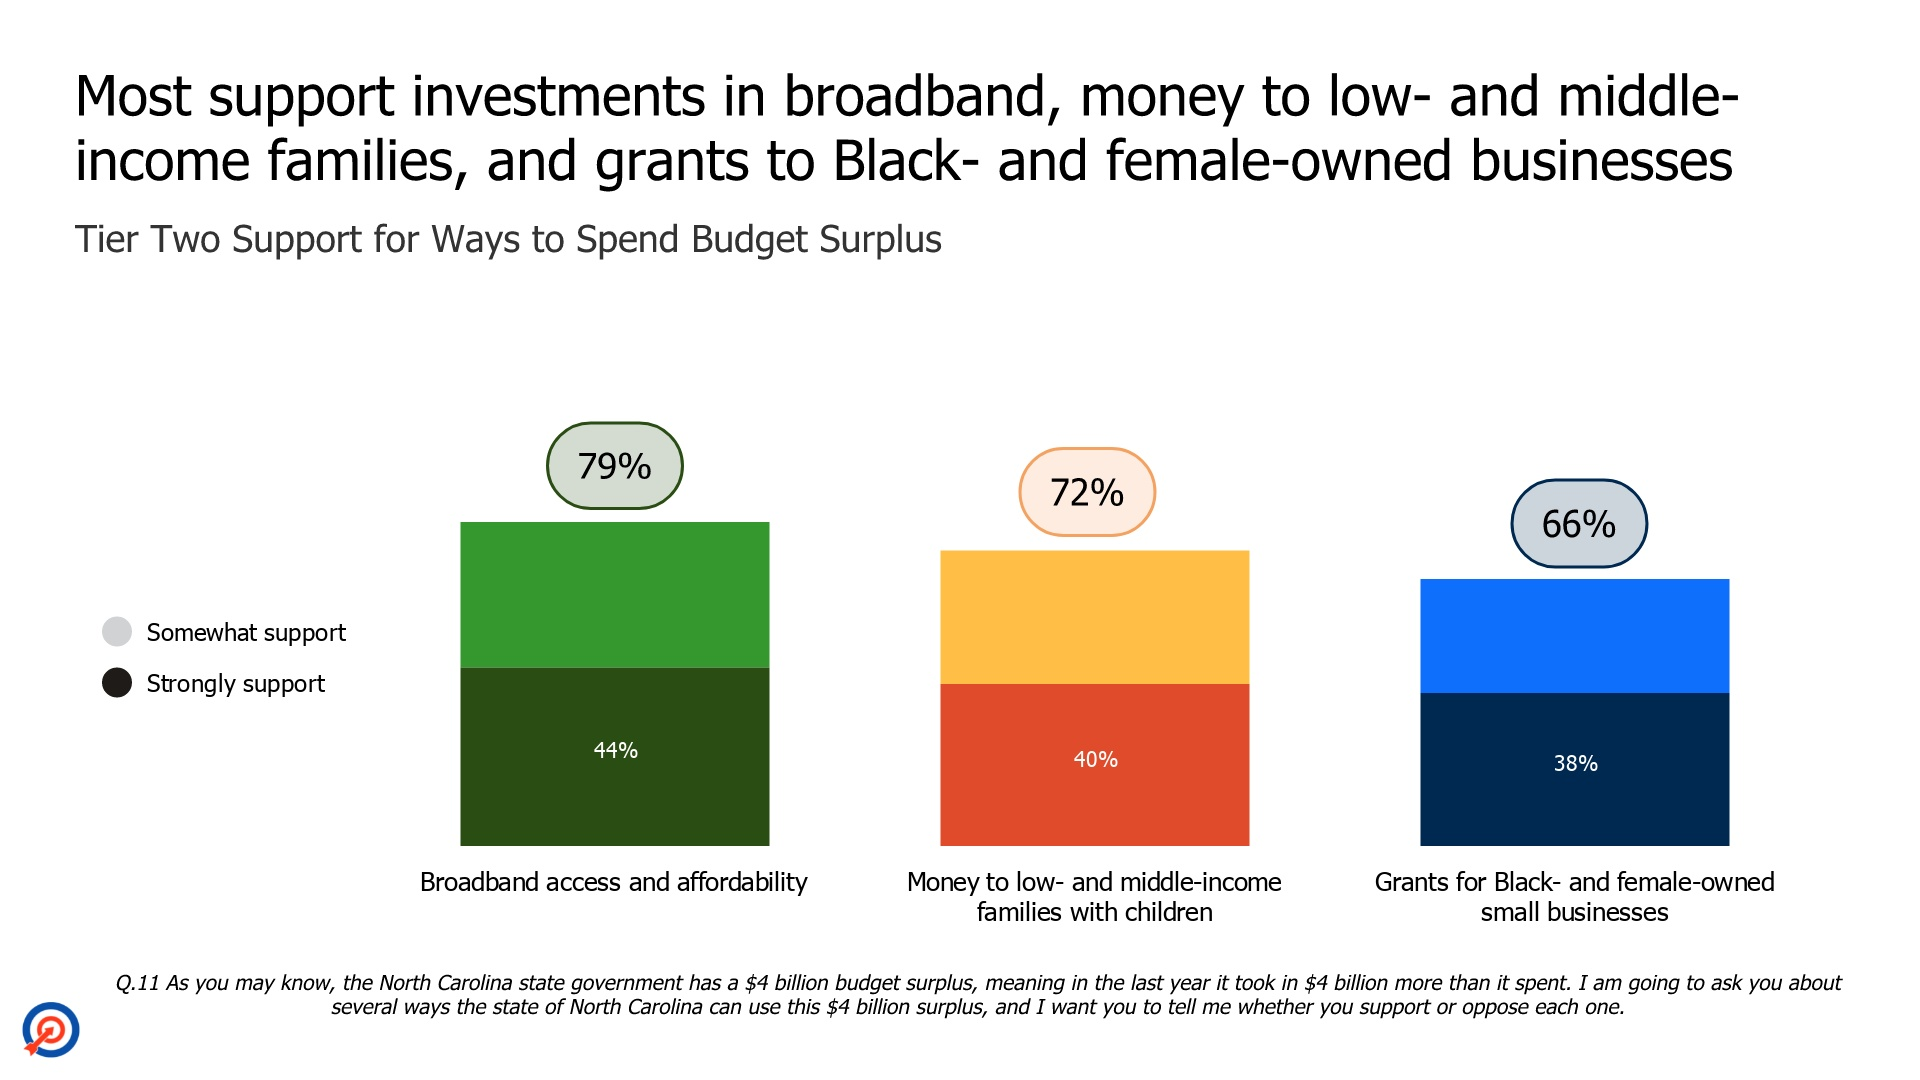 Most support investments in broadband, money to low- and middle-
income families, and grants to Black- and female-owned businesses
Tier Two Support for Ways to Spend Budget Surplus
79%
72%
66%
Somewhat support
Strongly support
44%
40%
38%
Broadband access and affordability
Money to low- and middle-income
families with children
Grants for Black- and female-owned
small businesses
Q.11 As you may know, the North Carolina state government has a $4 billion budget surplus, meaning in the last year it took in $4 billion more than it spent. I am going to ask you about
several ways the state of North Carolina can use this $4 billion surplus, and I want you to tell me whether you support or oppose each one.